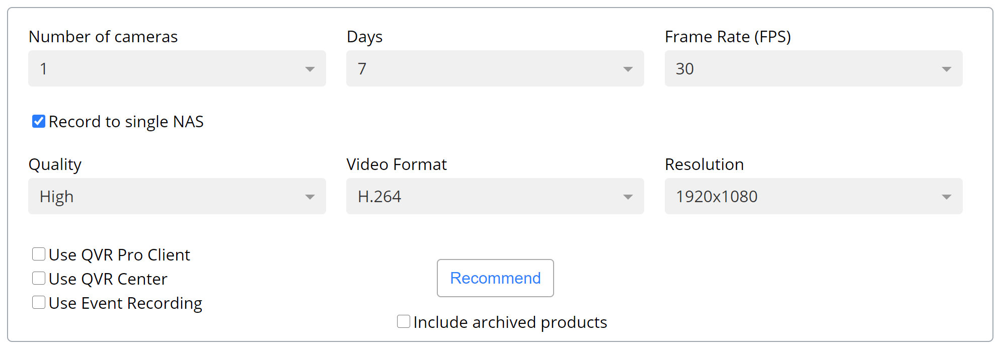 Number of cameras Days Frame Rate (FPS)
1 7 30
Record to single NAS
Quality Video Format Resolution
High H.264 1920x1080
Use QVR Pro Client
Use QVR Center
Recommend
Use Event Recording
Include archived products